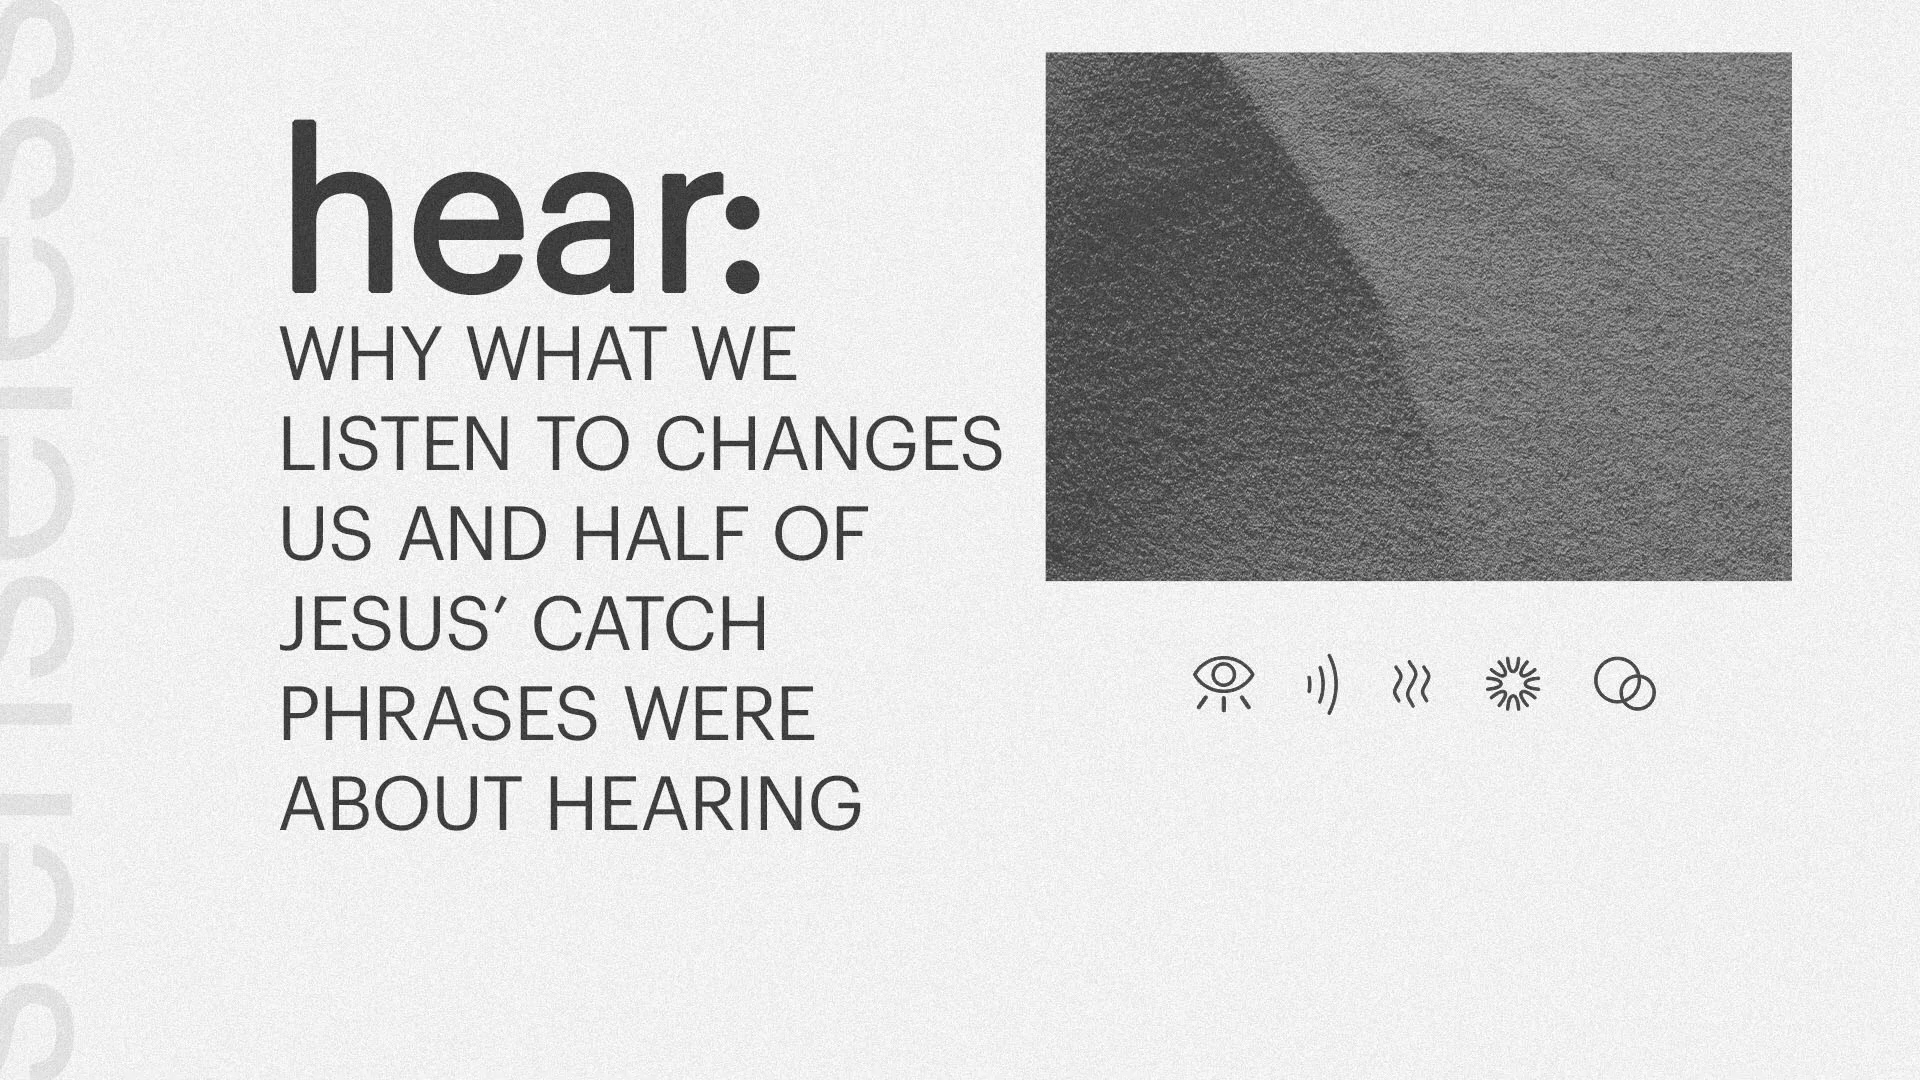 hear:
WHY WHAT WE
LISTEN TO CHANGES
US AND HALF OF
JESUS’ CATCH
PHRASES WERE
ABOUT HEARING